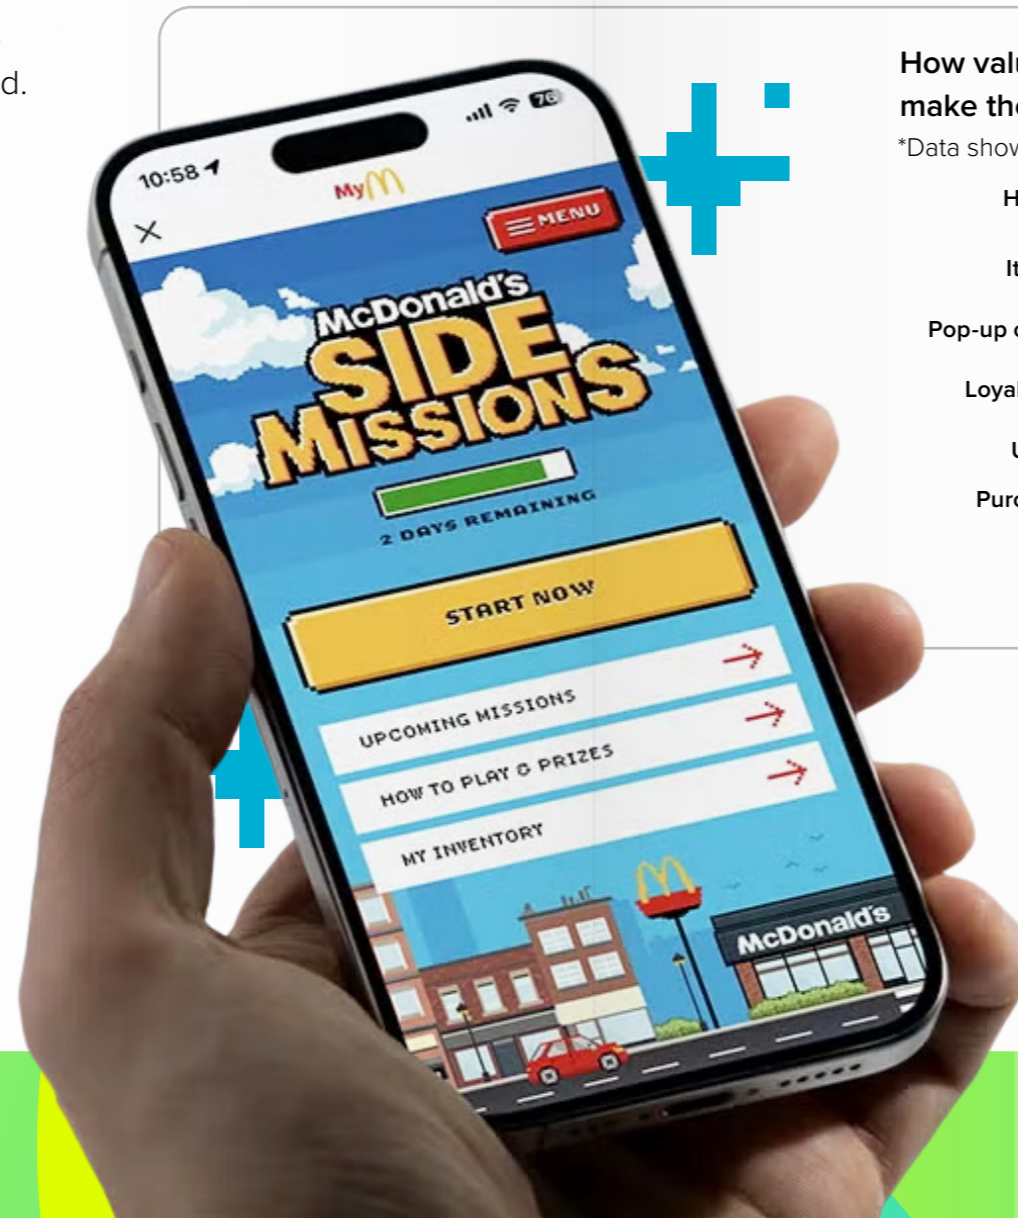 d.
How valu
make the
*Data show
H
It
Pop-up
Loyal
U
Purc
10:58
76
My
MENU
McDonald's
SIDE
MISSIONS
2 DAYS REMAINING
START NOW
UPCOMING MISSIONS
HOW TO PLAY & PRIZES
MY INVENTORY
McDonald's